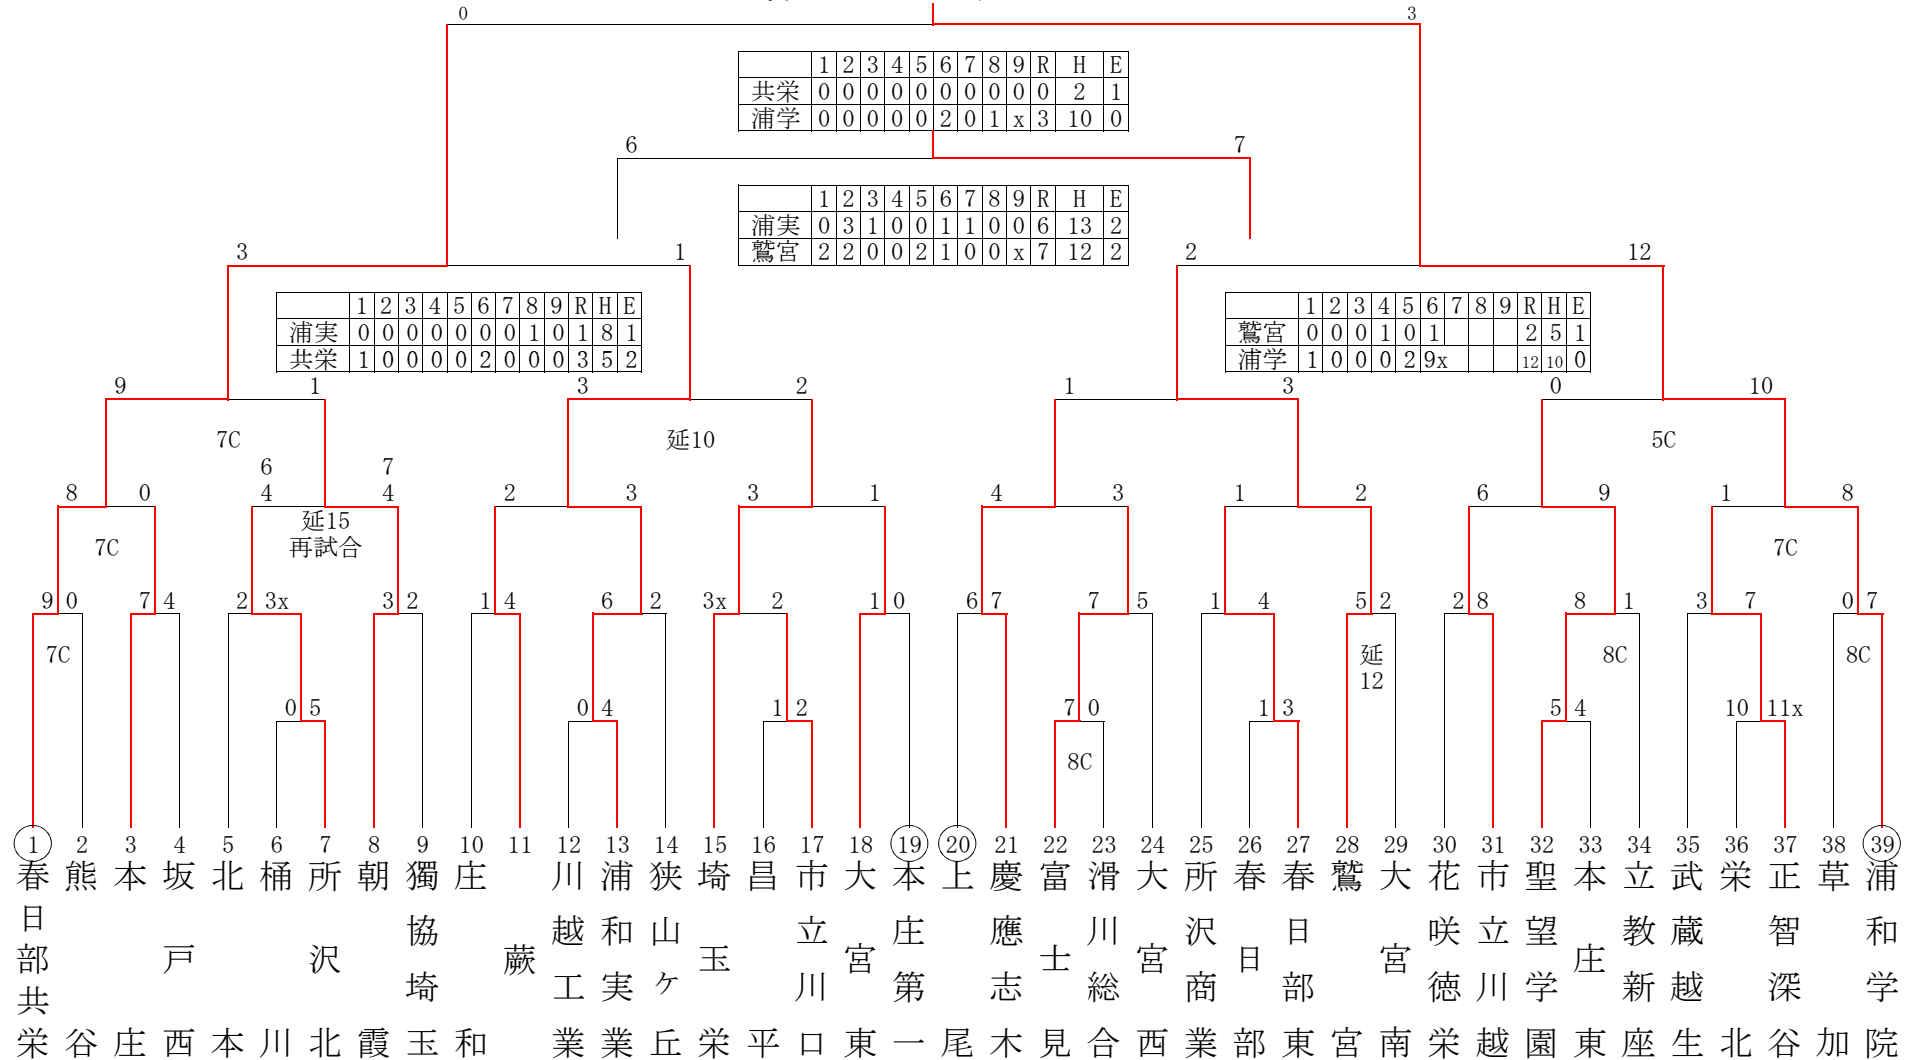 0 3
1 2 3 4 5 6 7 8 9 R H E
共栄 0 0 0 0 0 0 0 0 0 0 2 1
浦学 0 0 0 0 0 2 0 1 x 3 10 0
6 7
1 2 3 4 5 6 7 8 9 R H E
浦実 0 3 1 0 0 1 1 0 0 6 13 2
鷲宮 2 2 0 0 2 1 0 0 x 7 12 2
3 1 2 12
1 2 3 4 5 6 7 8 9 R H E
浦実 0 0 0 0 0 0 0 1 0 1 8 1
共栄 1 0 0 0 0 2 0 0 0 3 5 2
1 2 3 4 5 6 7 8 9 R H E
鷲宮 0 0 0 1 0 1 2 5 1
浦学 1 0 0 0 2 9x 12 10 0
9 1 3 2 1 3 0 10
7C 延10 5C
6 7
8 0 4 4 2 3 3 1 4 3 1 2 6 9 1 8
延15
再試合
7C 7C
9 0 7 4 2 3x 3 2 1 4 6 2 3x 2 1 0 6 7 7 5 1 4 5 2 2 8 8 1 3 7 0 7
7C 延
12 8C 8C
0 5 0 4 1 2 7 0 1 3 5 4 10 11x
8C
1 春日部共栄
2 熊谷
3 本庄
4 坂戸西
5 北本
6 桶川
7 所沢北
8 朝霞
9 獨協埼玉
10 庄和
11 蕨
12 川越工業
13 浦和実業
14 狭山ケ丘
15 埼玉栄
16 昌平
17 市立川口
18 大宮東
19 本庄第一
20 上尾
21 慶應志木
22 富士見
23 滑川総合
24 大宮西
25 所沢商業
26 春日部
27 春日部東
28 鷲宮
29 大宮南
30 花咲徳栄
31 市立川越
32 聖望学園
33 本庄東
34 立教新座
35 武蔵越生
36 栄北
37 正智深谷
38 草加
39 浦和学院